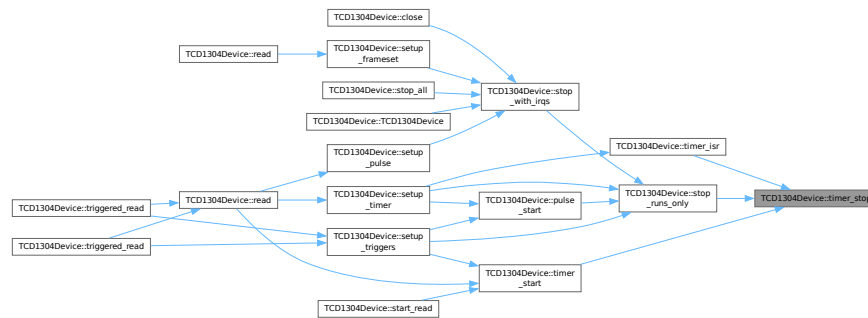 TCD1304Device::close
TCD1304Device::read
TCD1304Device::setup
_frameset
TCD1304Device::stop_all
TCD1304Device::stop
_with_irqs
TCD1304Device::TCD1304Device
TCD1304Device::setup
_pulse
TCD1304Device::timer_isr
TCD1304Device::triggered_read
TCD1304Device::read
TCD1304Device::setup
_timer
TCD1304Device::pulse
_start
TCD1304Device::stop
_runs_only
TCD1304Device::timer_stop
TCD1304Device::triggered_read
TCD1304Device::setup
_triggers
TCD1304Device::timer
_start
TCD1304Device::start_read